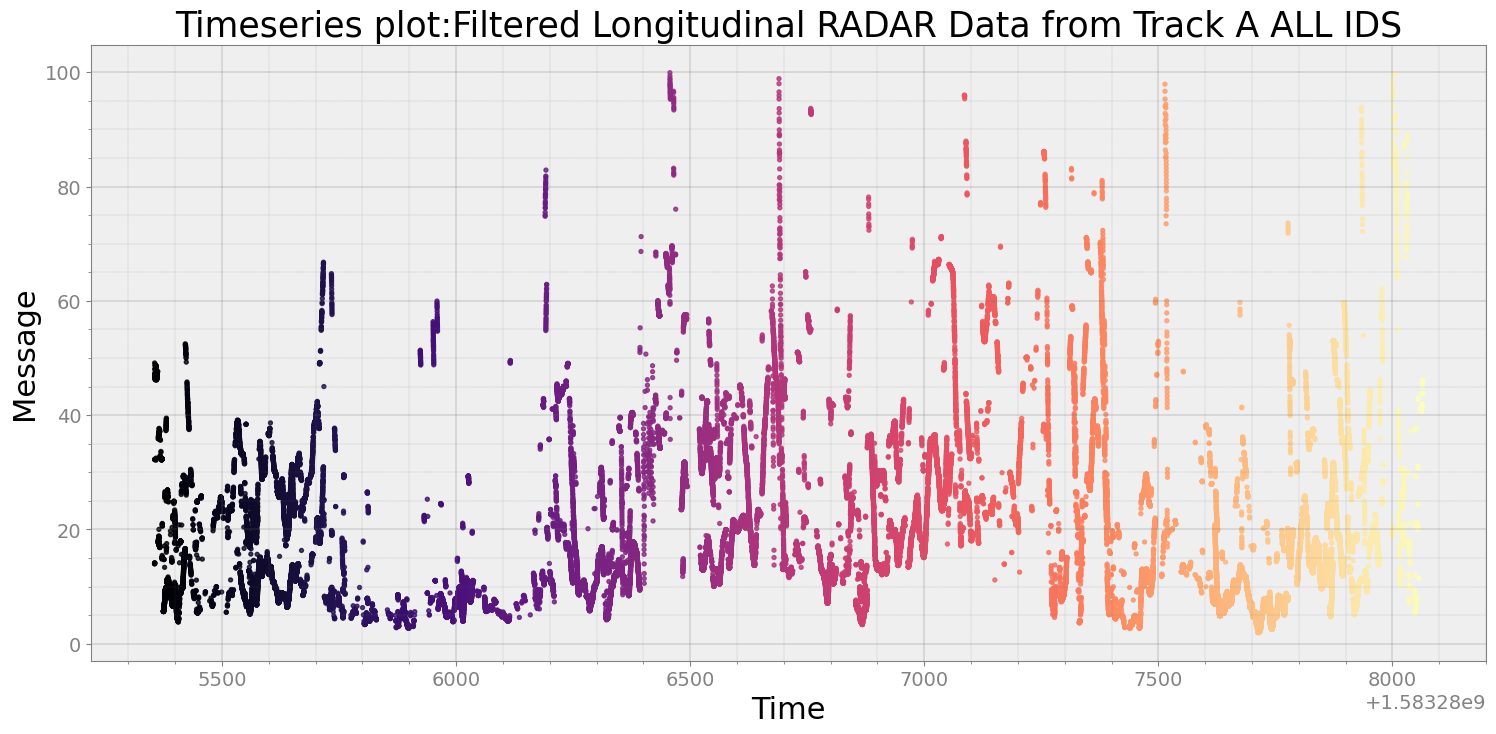 Timeseries plot:Filtered Longitudinal RADAR Data from Track A ALL IDS
100
80
60
40
20
0
Message
5500 6000 6500 7000 7500 8000
+1.58328e9
Time